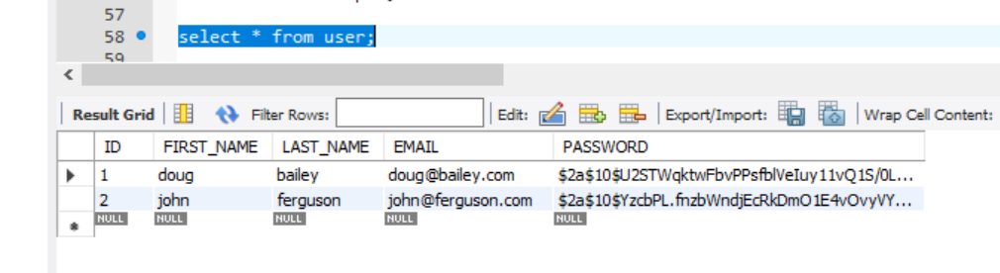 57
58 select * from user;
59
Result Grid Filter Rows: Edit: Export/Import: Wrap Cell Content:
ID FIRST_NAME LAST_NAME EMAIL PASSWORD
1 doug bailey doug@bailey.com $2a$10$U2STWqktwFbvPPsfblVeIuy11vQ1S/0L...
2 john ferguson john@ferguson.com $2a$10$YzcbPL.fnzbWndjEcRkDmO1E4vOvyVY...
NULL NULL NULL NULL NULL